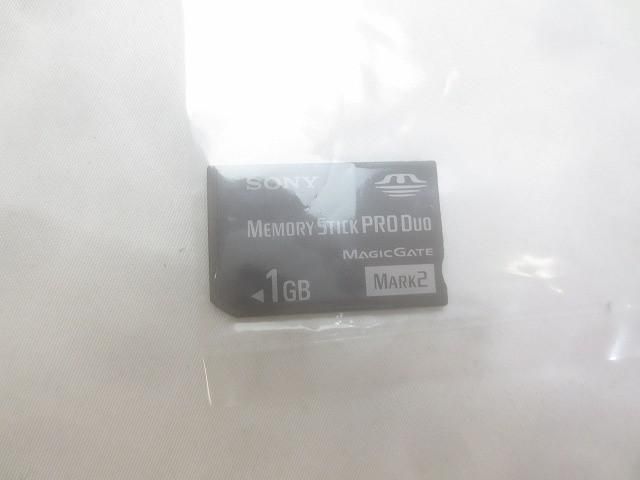 SONY
MEMORY STICK PRO DUO
MAGICGATE
◄1GB
MARK2